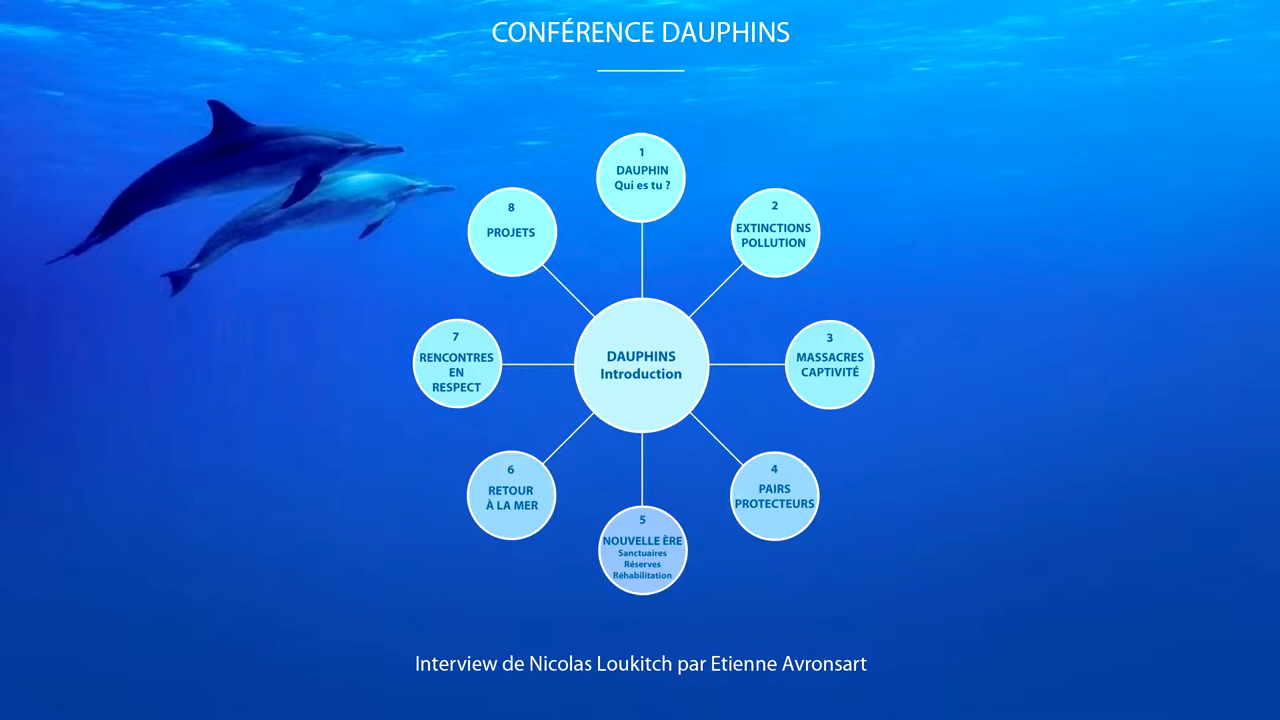 CONFÉRENCE DAUPHINS
1
DAUPHIN
Qui es tu ?
2
EXTINCTIONS
POLLUTION
3
MASSACRES
CAPTIVITÉ
4
PAIRS
PROTECTEURS
5
NOUVELLE ÈRE
Sanctuaires
Réserves
Réhabilitation
6
RETOUR
À LA MER
7
RENCONTRES
EN
RESPECT
8
PROJETS
DAUPHINS
Introduction
Interview de Nicolas Loukitch par Etienne Avronsart